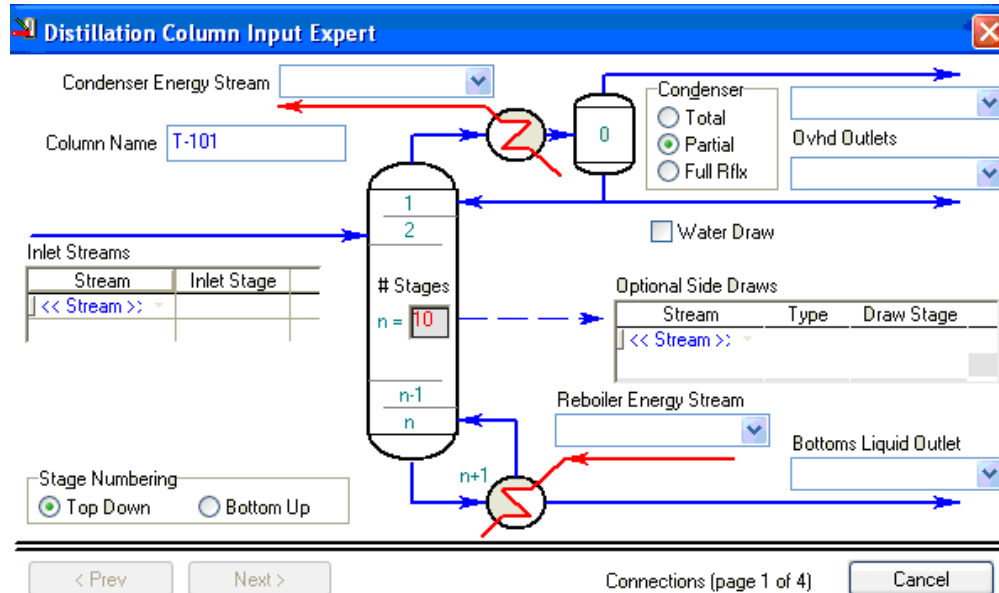 Distillation Column Input Expert
Condenser Energy Stream
Condenser
Total
Partial
Full Rflx
Column Name T-101
0
Ovhd Outlets
1
2
Water Draw
Inlet Streams
Stream Inlet Stage
<< Stream >>
# Stages
n = 10
Optional Side Draws
Stream Type Draw Stage
<< Stream >>
n-1
n
Reboiler Energy Stream
Bottoms Liquid Outlet
n+1
Stage Numbering
Top Down Bottom Up
< Prev Next > Connections (page 1 of 4) Cancel